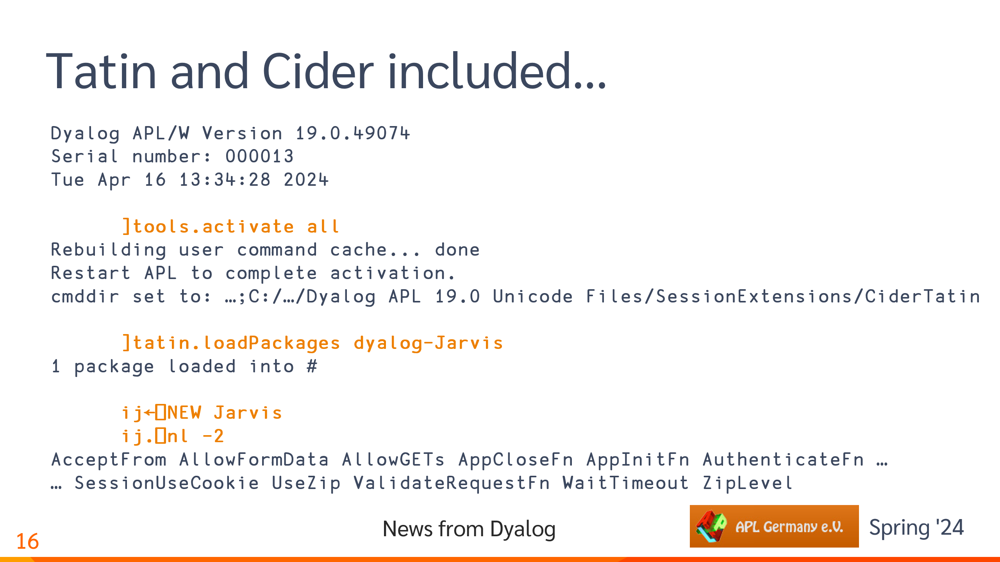 Tatin and Cider included...
Dyalog APL/W Version 19.0.49074
Serial number: 000013
Tue Apr 16 13:34:28 2024
]tools.activate all
Rebuilding user command cache... done
Restart APL to complete activation.
cmddir set to: …;C:/…/Dyalog APL 19.0 Unicode Files/SessionExtensions/CiderTatin
]tatin.loadPackages dyalog-Jarvis
1 package loaded into #
ij←⎕NEW Jarvis
ij.⎕nl -2
AcceptFrom AllowFormData AllowGETs AppCloseFn AppInitFn AuthenticateFn …
… SessionUseCookie UseZip ValidateRequestFn WaitTimeout ZipLevel
16
News from Dyalog
APL Germany e.V.
Spring '24